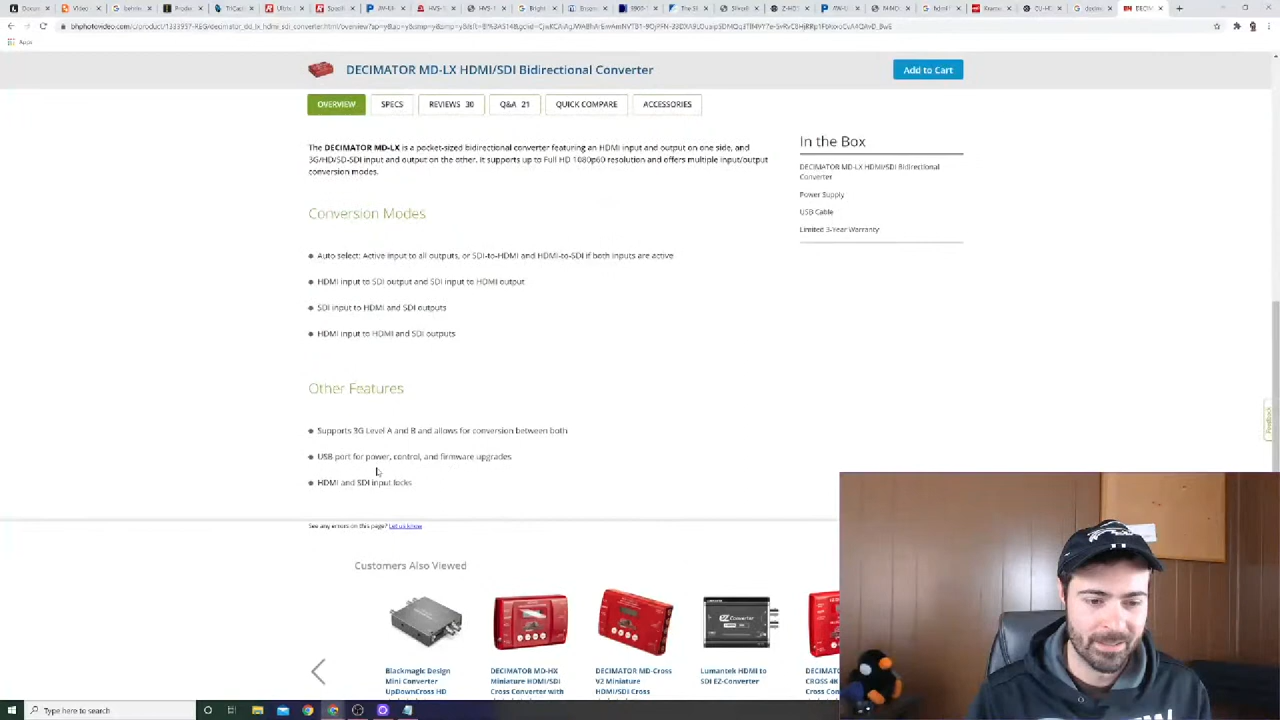 bhphotovideo.com
Apps
DECIMATOR MD-LX HDMI/SDI Bidirectional Converter
Add to Cart
OVERVIEW
SPECS
REVIEWS 30
Q&A 21
QUICK COMPARE
ACCESSORIES
The DECIMATOR MD-LX is a pocket-sized bidirectional converter featuring an HDMI input and output on one side, and
3G/HD/SD-SDI input and output on the other. It supports up to Full HD 1080p60 resolution and offers multiple input/output
conversion modes.
Conversion Modes
Auto select: Active input to all outputs, or SDI-to-HDMI and HDMI-to-SDI if both inputs are active
HDMI input to SDI output and SDI input to HDMI output
SDI input to HDMI and SDI outputs
HDMI input to HDMI and SDI outputs
Other Features
Supports 3G Level A and B and allows for conversion between both
USB port for power, control, and firmware upgrades
HDMI and SDI input locks
In the Box
DECIMATOR MD-LX HDMI/SDI Bidirectional
Converter
Power Supply
USB Cable
Limited 3-Year Warranty
Feedback
See any errors on this page? Let us know
Customers Also Viewed
Blackmagic Design
Mini Converter
UpDownCross HD
DECIMATOR MD-HX
Miniature HDMI/SDI
Cross Converter with
DECIMATOR MD-Cross
V2 Miniature
HDMI/SDI Cross
Lumantek HDMI to
SDI EZ-Converter
Type here to search